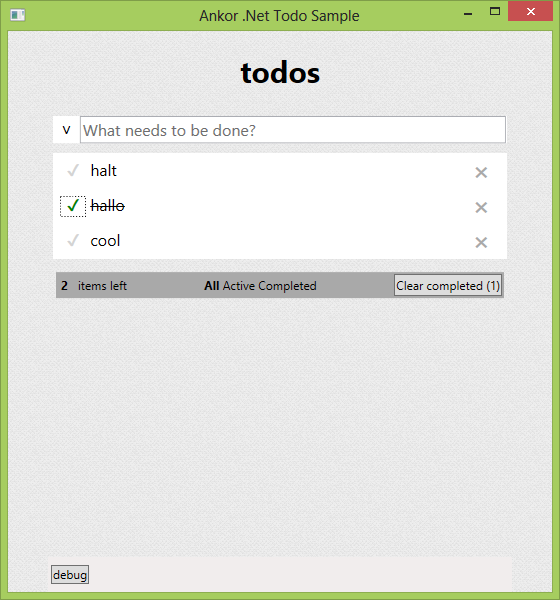 Ankor .Net Todo Sample
todos
v What needs to be done?
halt
hallo
cool
2 items left All Active Completed Clear completed (1)
debug